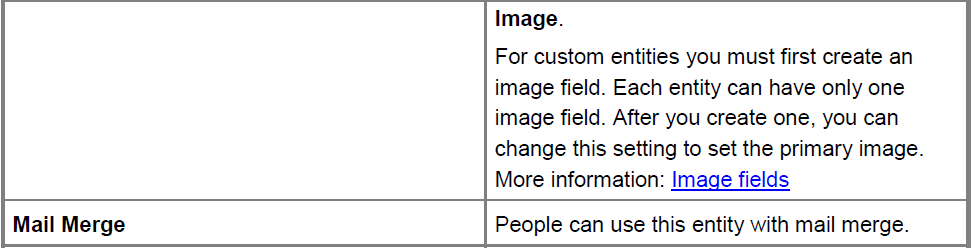 Image.
For custom entities you must first create an
image field. Each entity can have only one
image field. After you create one, you can
change this setting to set the primary image.
More information: Image fields
Mail Merge
People can use this entity with mail merge.